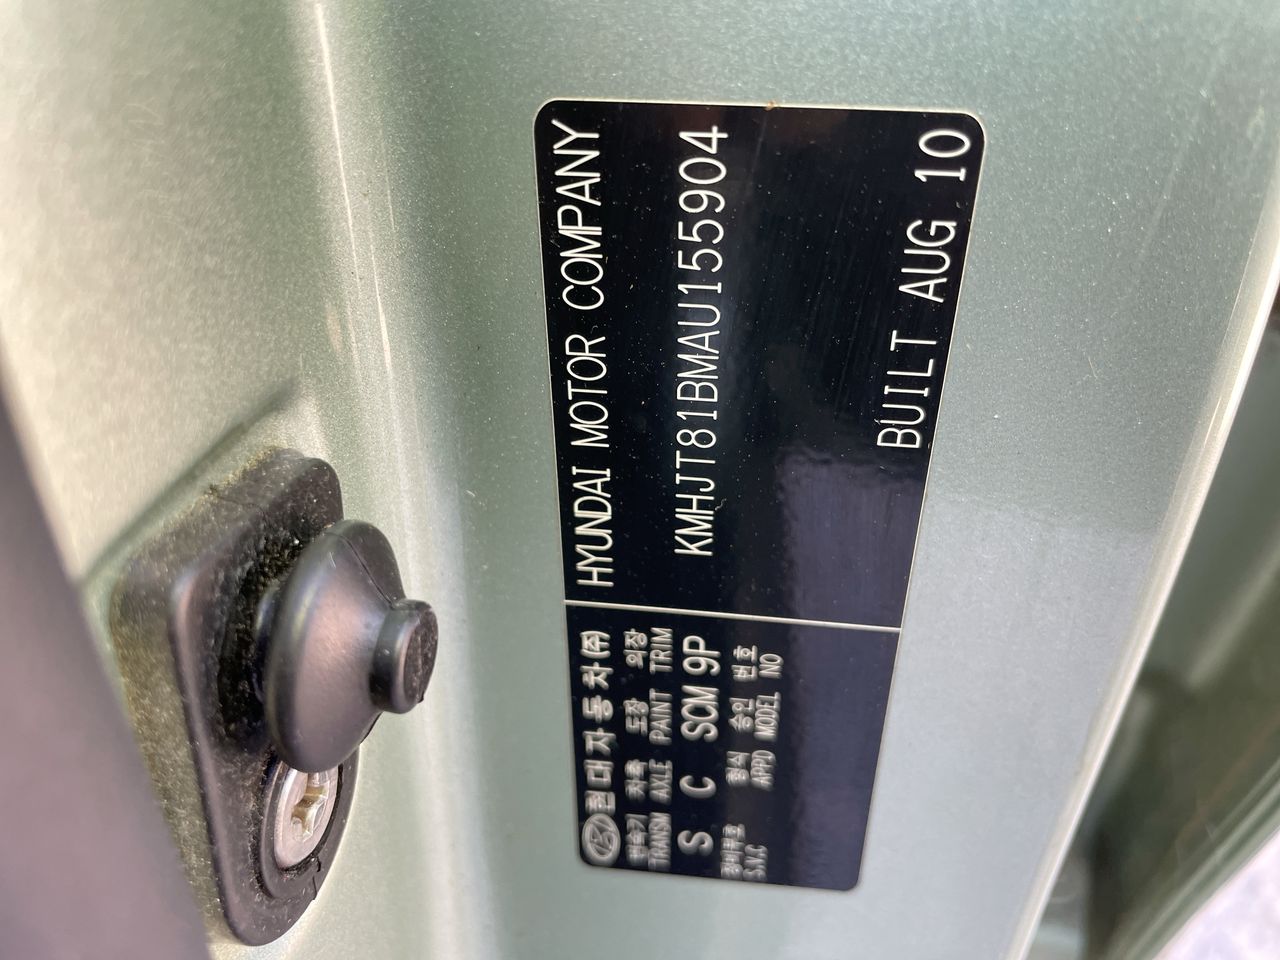 HYUNDAI MOTOR COMPANY
KMHJT81BMAU155904
BUILT AUG 10
현대자동차(주)
변속기 차축 도장 의장
TRANSM AXLE PAINT TRIM
S C SCM 9P
형식 승인 번호
S.V.C APPD MODEL NO